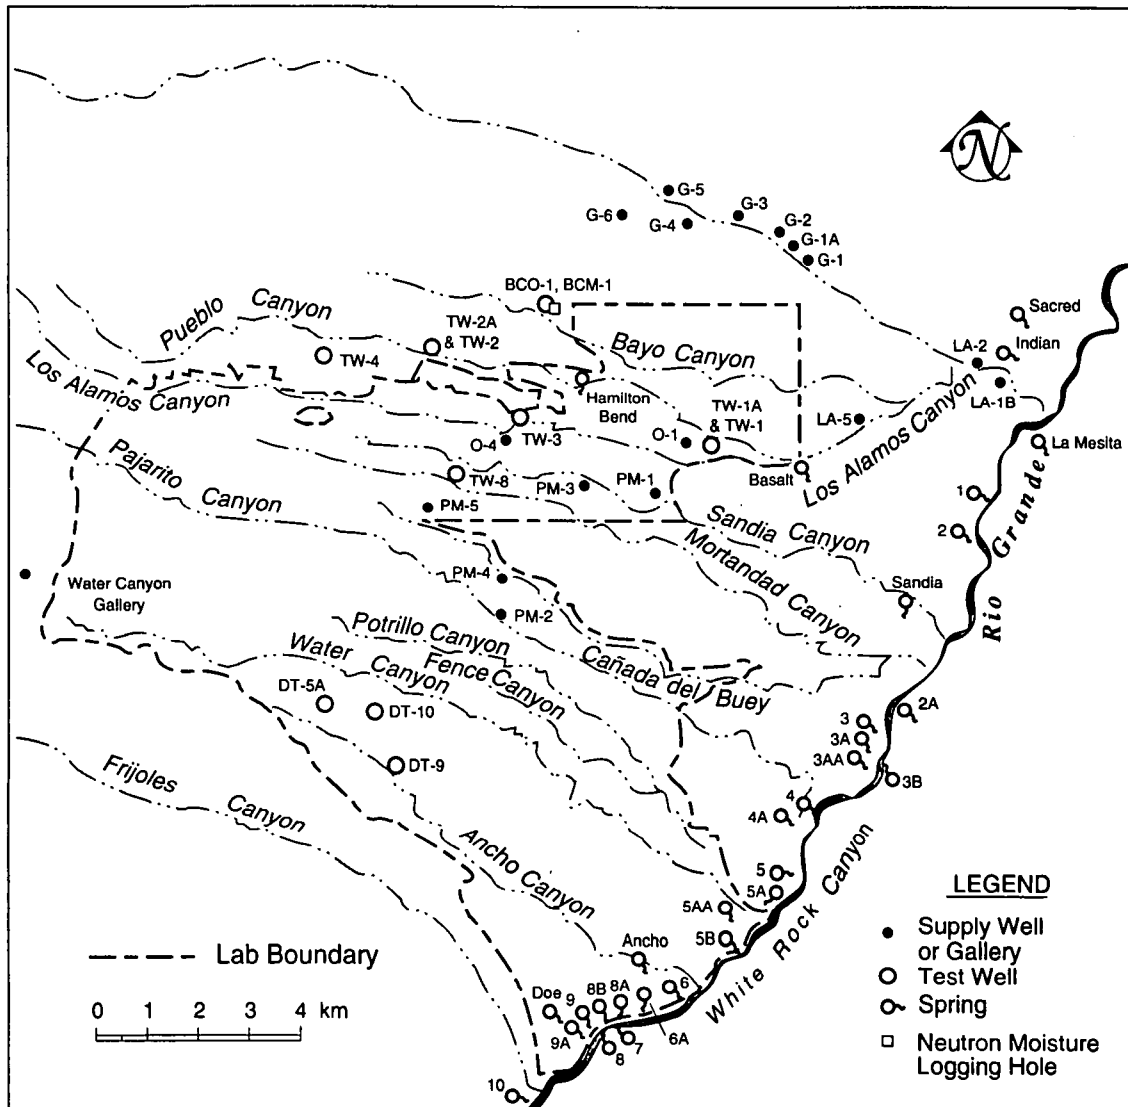 N
G-5
G-3
G-6
G-4
G-2
G-1A
G-1
BCO-1, BCM-1
Sacred
Indian
Pueblo Canyon
TW-2A
& TW-2
LA-2
TW-4
Bayo Canyon
Los Alamos Canyon
Hamilton
Bend
LA-1B
TW-1A
& TW-1
LA-5
O-4
TW-3
O-1
La Mesita
Los Alamos Canyon
Pajarito Canyon
TW-8
Basalt
PM-3
PM-1
1
PM-5
Sandia Canyon
2
Rio Grande
Mortandad Canyon
Water Canyon
Gallery
PM-4
Sandia
PM-2
Potrillo Canyon
Water Canyon
Fence Canyon
Cañada del Buey
DT-5A
DT-10
2A
3
3A
3AA
DT-9
3B
Frijoles Canyon
4
4A
Ancho Canyon
5
5A
5AA
5B
White Rock Canyon
LEGEND
Supply Well
or Gallery
Test Well
Spring
Neutron Moisture
Logging Hole
Lab Boundary
0 1 2 3 4 km
Ancho
Doe
9
8B
8A
6
9A
6A
7
8
10